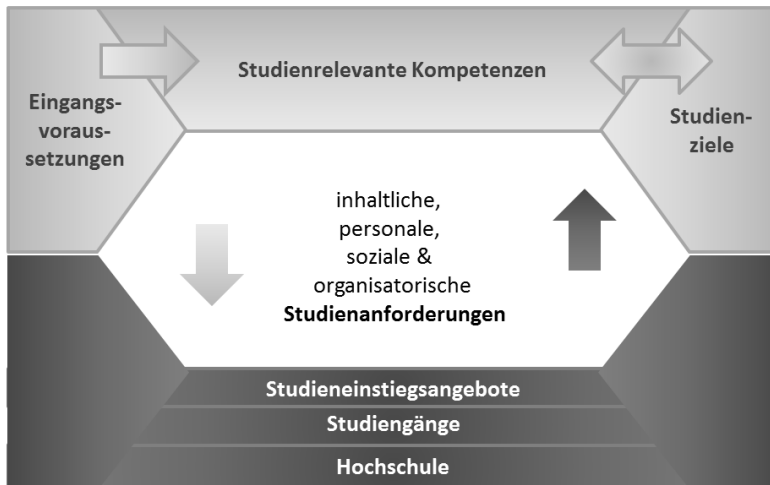 Studienrelevante Kompetenzen
Eingangs-
voraus-
setzungen
Studien-
ziele
inhaltliche,
personale,
soziale &
organisatorische
Studienanforderungen
Studieneinstiegsangebote
Studiengänge
Hochschule